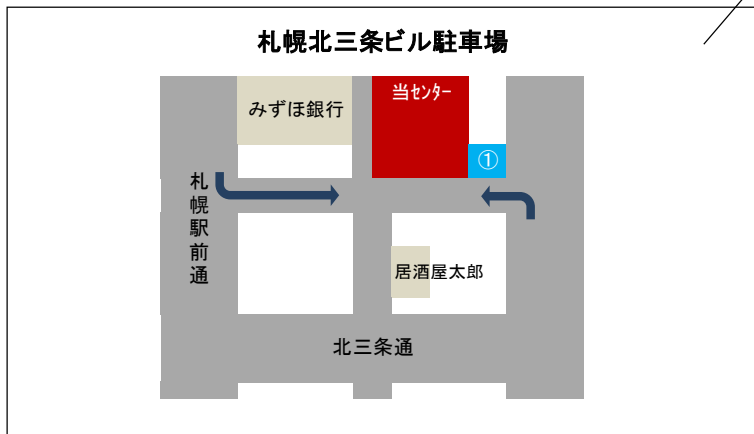 札幌北三条ビル駐車場
みずほ銀行
当ｾﾝﾀｰ
①
札幌駅前通
居酒屋太郎
北三条通